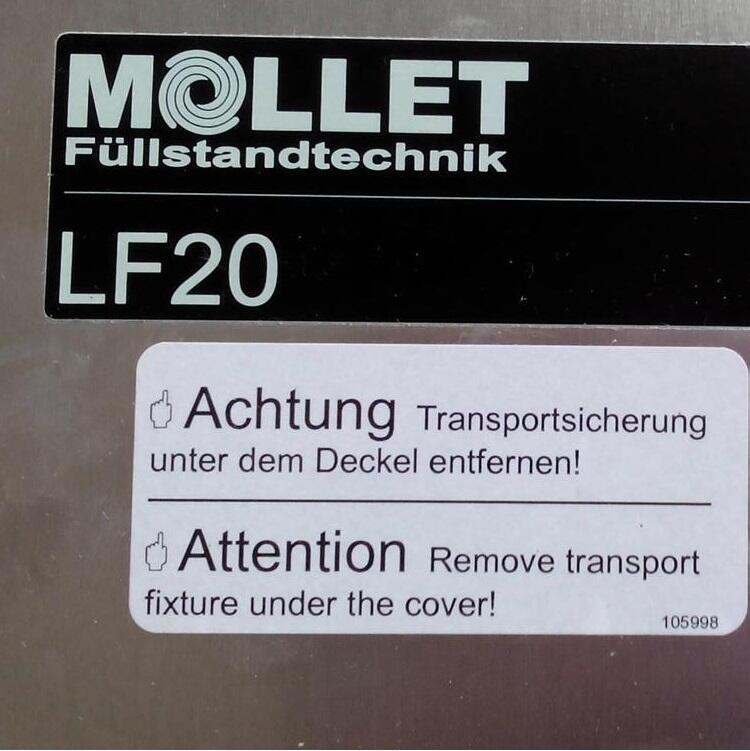 MOLLET
Füllstandtechnik
LF20
Achtung Transportsicherung
unter dem Deckel entfernen!
Attention Remove transport
fixture under the cover!
105998